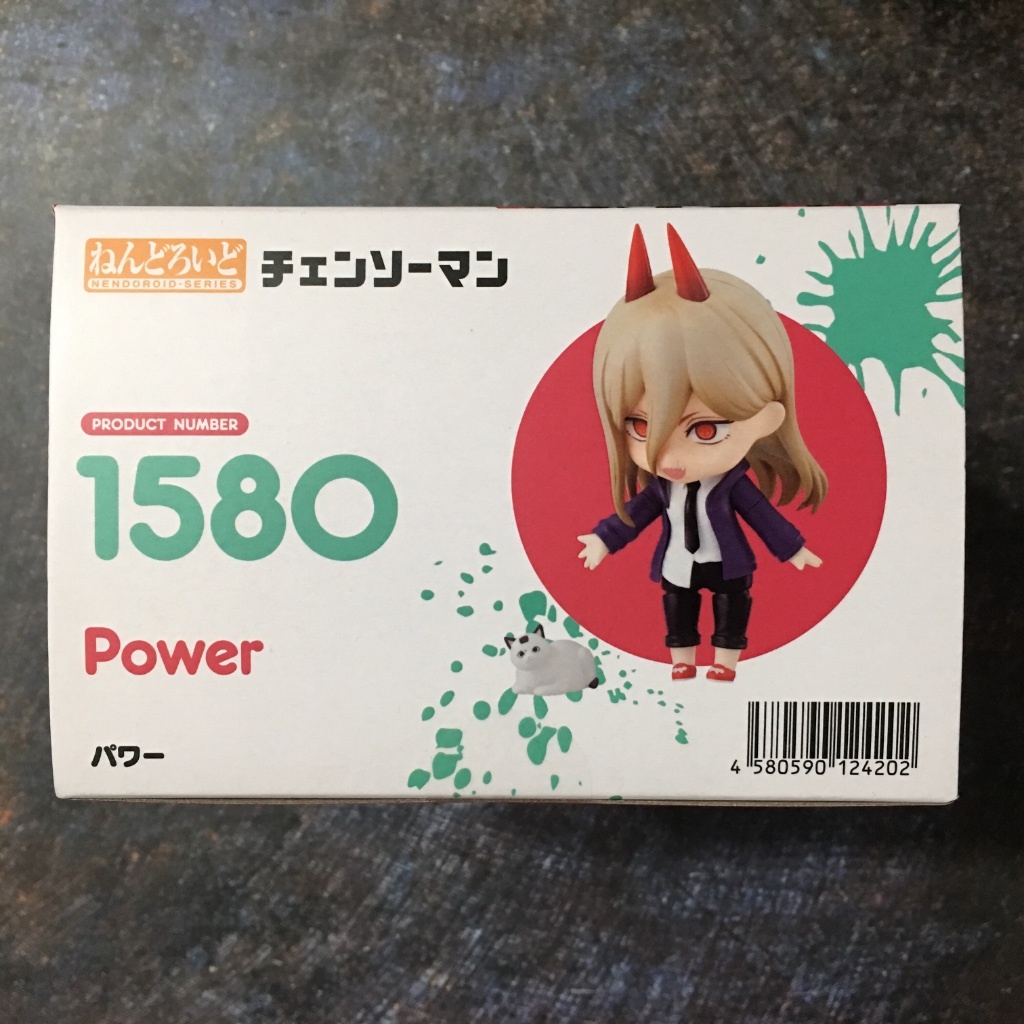 ねんどろいど
NENDOROID-SERIES
チェンソーマン
PRODUCT NUMBER
1580
Power
パワー
4 580590 124202